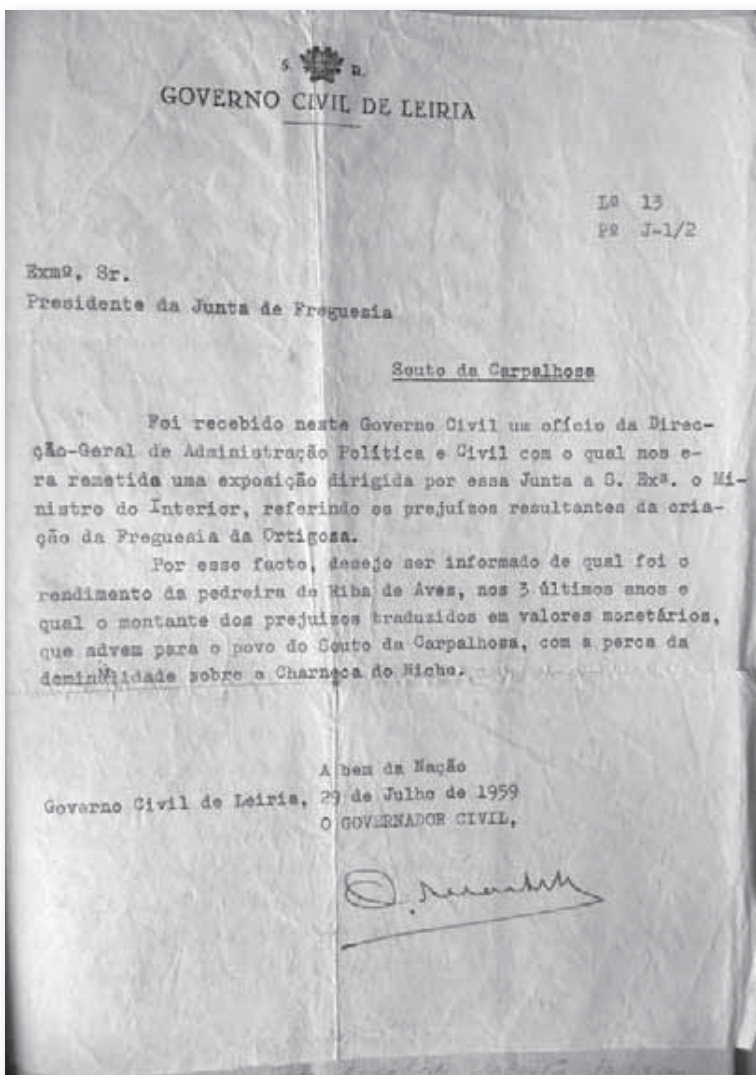 S. R.
GOVERNO CIVIL DE LEIRIA
Lº 13
Pº J-1/2
Exmº. Sr.
Presidente da Junta de Freguesia
Souto da Carpalhosa
Foi recebido neste Governo Civil um ofício da Direc-
ção-Geral de Administração Política e Civil com o qual nos e-
ra remetida uma exposição dirigida por essa Junta a S. Exª. o Mi-
nistro do Interior, referindo os prejuízos resultantes da cria-
ção da Freguesia da Ortigosa.
Por esse facto, desejo ser informado de qual foi o
rendimento da pedreira de Riba de Aves, nos 3 últimos anos e
qual o montante dos prejuízos traduzidos em valores monetários,
que advem para o povo do Souto da Carpalhosa, com a perca da
dominialidade sobre a Charneca do Nicho.
A bem da Nação
Governo Civil de Leiria, 29 de Julho de 1959
O GOVERNADOR CIVIL,